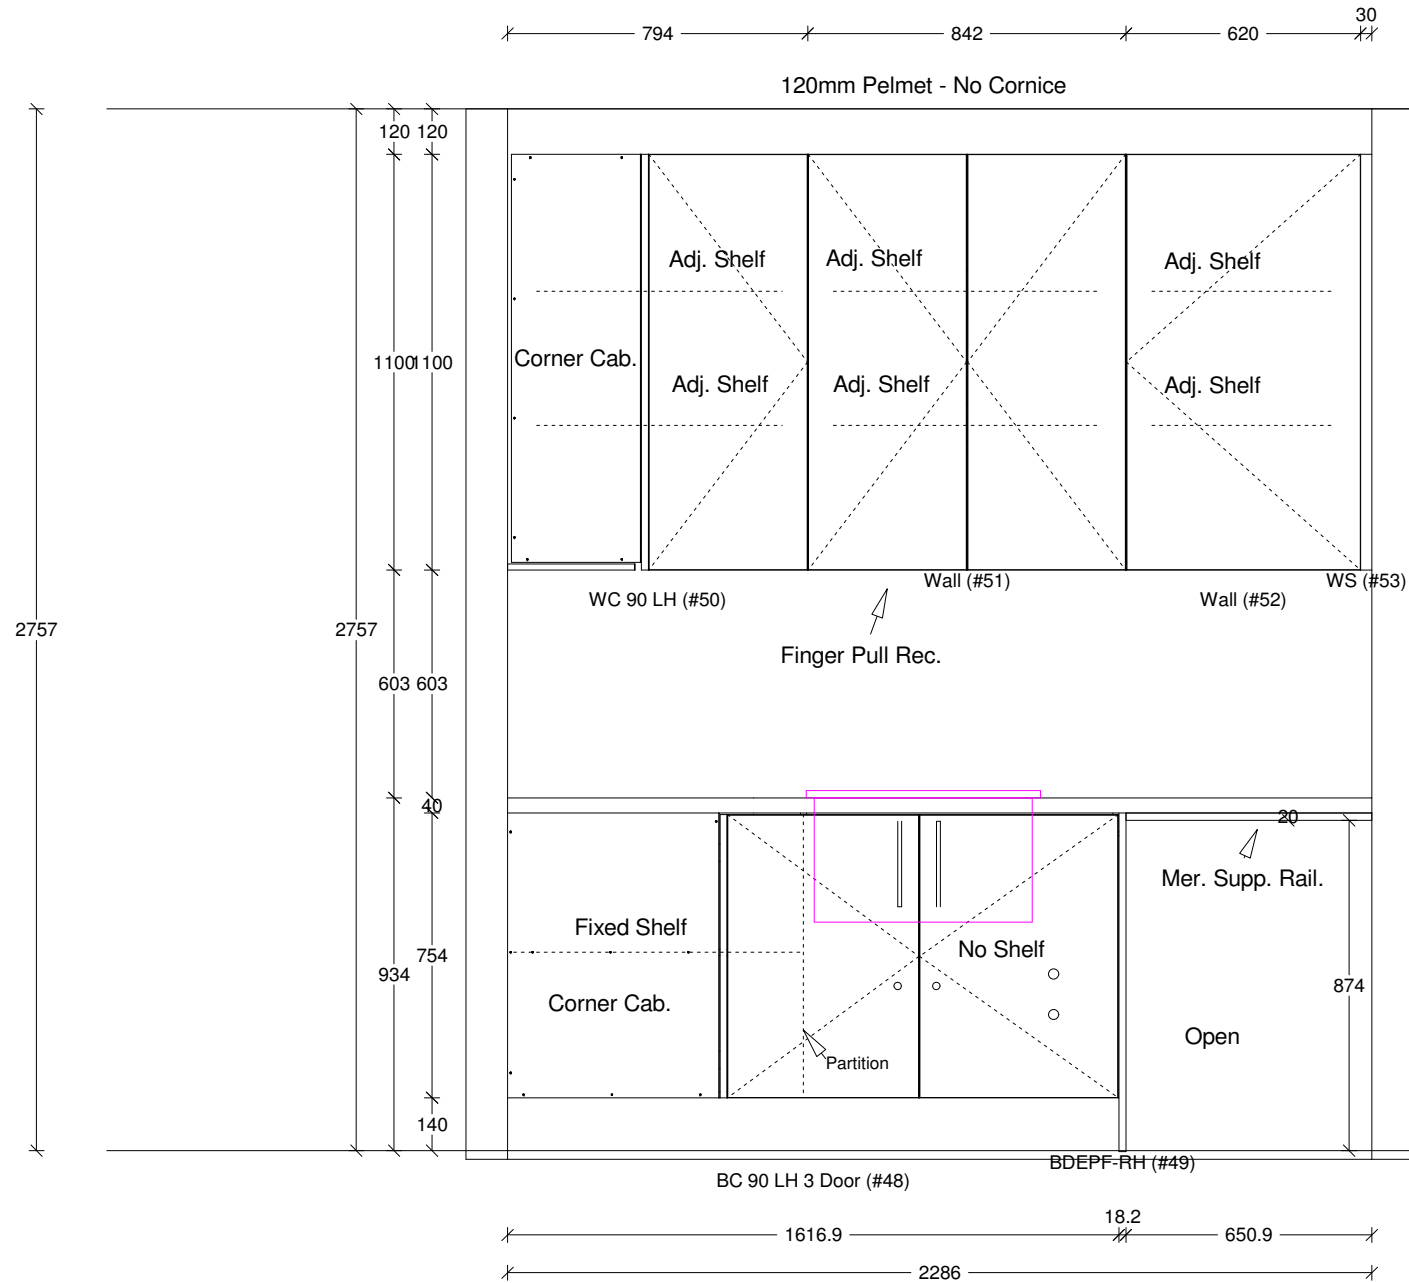 30
794
842
620
120mm Pelmet - No Cornice
120
120
Adj. Shelf
Adj. Shelf
Adj. Shelf
Corner Cab.
1100
1100
Adj. Shelf
Adj. Shelf
Adj. Shelf
Wall (#51)
WS (#53)
WC 90 LH (#50)
Wall (#52)
2757
2757
Finger Pull Rec.
603
603
40
20
Mer. Supp. Rail.
Fixed Shelf
No Shelf
754
934
874
Corner Cab.
Open
Partition
140
BDEPF-RH (#49)
BC 90 LH 3 Door (#48)
18.2
1616.9
650.9
2286